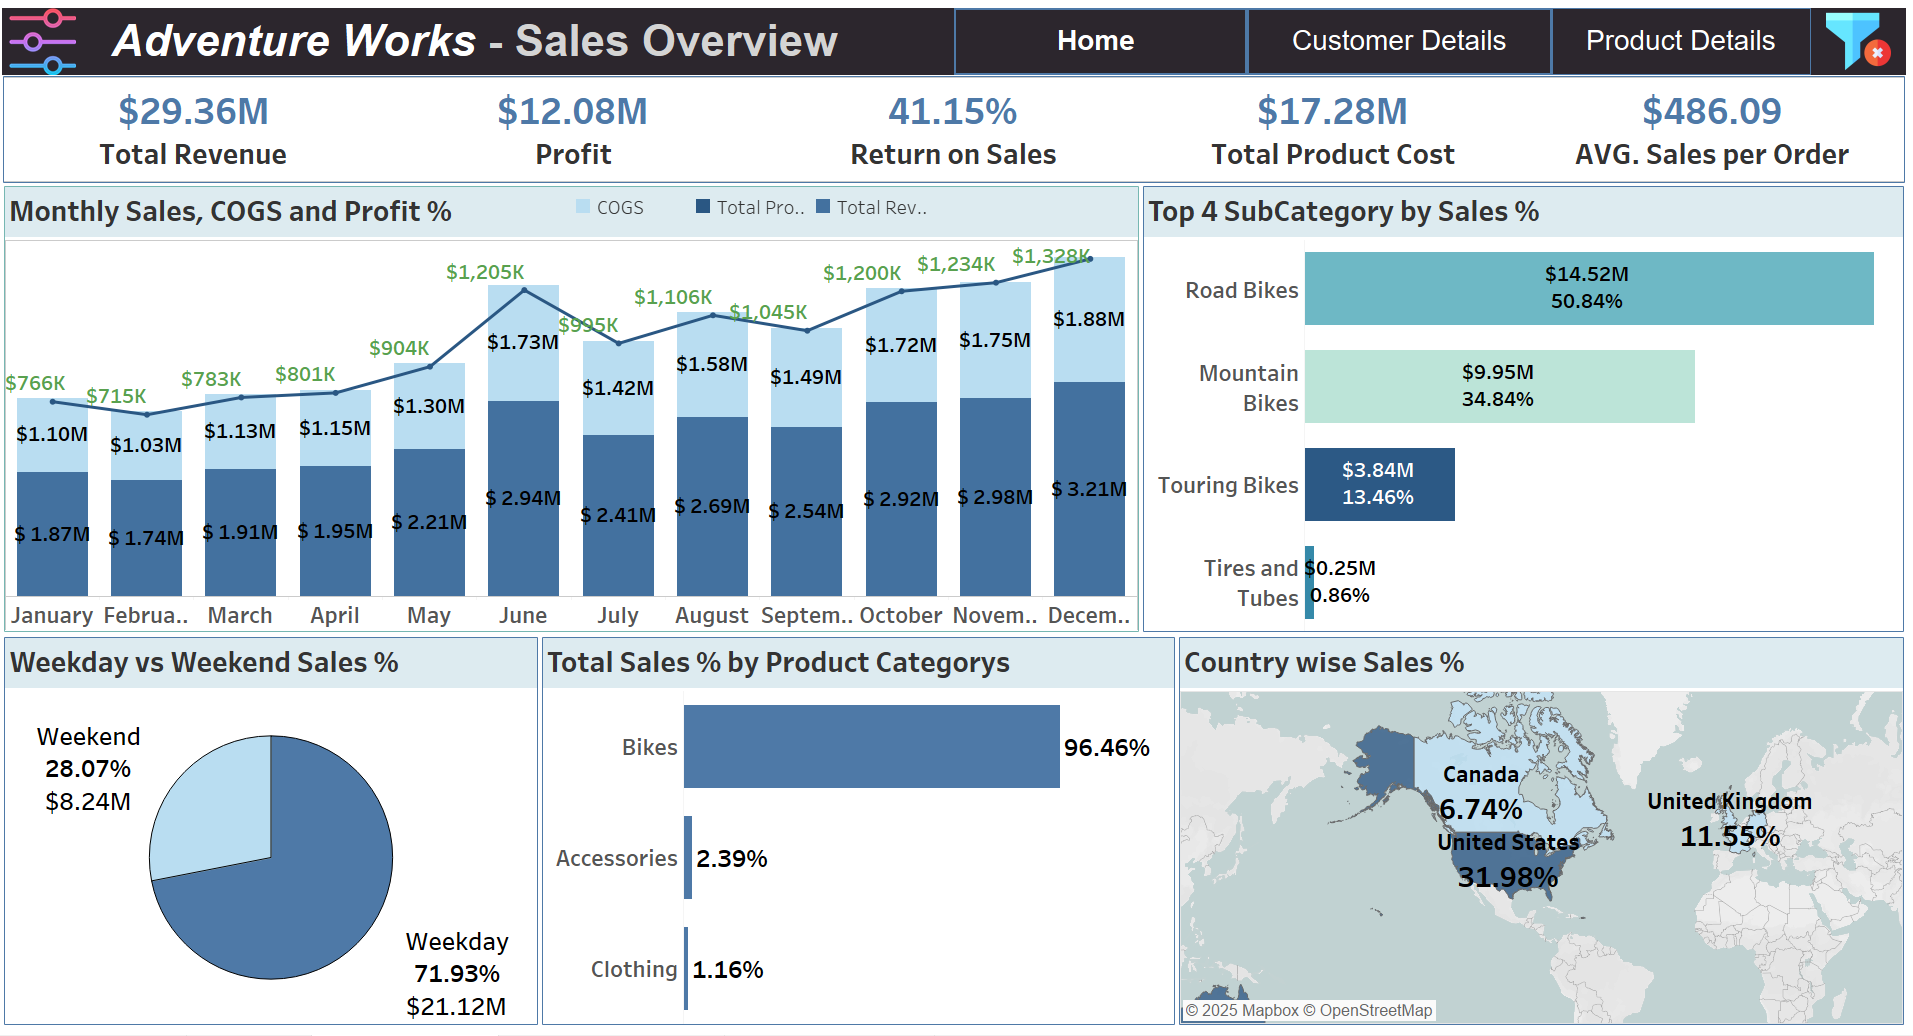 Adventure Works - Sales Overview
Home
Customer Details
Product Details
$29.36M
Total Revenue
$12.08M
Profit
41.15%
Return on Sales
$17.28M
Total Product Cost
$486.09
AVG. Sales per Order
Monthly Sales, COGS and Profit %
COGS
Total Pro..
Total Rev..
$766K
$715K
$783K
$801K
$904K
$1,205K
$995K
$1,106K
$1,045K
$1,200K
$1,234K
$1,328K
$1.10M
$1.03M
$1.13M
$1.15M
$1.30M
$1.73M
$1.42M
$1.58M
$1.49M
$1.72M
$1.75M
$1.88M
$ 1.87M
$ 1.74M
$ 1.91M
$ 1.95M
$ 2.21M
$ 2.94M
$ 2.41M
$ 2.69M
$ 2.54M
$ 2.92M
$ 2.98M
$ 3.21M
January
Februa..
March
April
May
June
July
August
Septem..
October
Novem..
Decem..
Top 4 SubCategory by Sales %
Road Bikes
$14.52M
50.84%
Mountain
Bikes
$9.95M
34.84%
Touring Bikes
$3.84M
13.46%
Tires and
Tubes
$0.25M
0.86%
Weekday vs Weekend Sales %
Weekend
28.07%
$8.24M
Weekday
71.93%
$21.12M
Total Sales % by Product Categorys
Bikes
96.46%
Accessories
2.39%
Clothing
1.16%
Country wise Sales %
Canada
6.74%
United States
31.98%
United Kingdom
11.55%
© 2025 Mapbox © OpenStreetMap